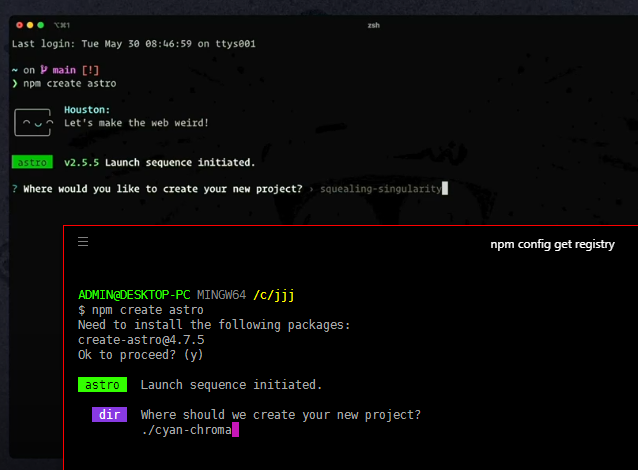 ⌥⌘1
zsh
Last login: Tue May 30 08:46:59 on ttys001
~ on main [!]
❯ npm create astro
Houston:
Let's make the web weird!
astro v2.5.5 Launch sequence initiated.
? Where would you like to create your new project? › squealing-singularity
npm config get registry
ADMIN@DESKTOP-PC MINGW64 /c/jjj
$ npm create astro
Need to install the following packages:
create-astro@4.7.5
Ok to proceed? (y)
astro Launch sequence initiated.
dir Where should we create your new project?
./cyan-chroma